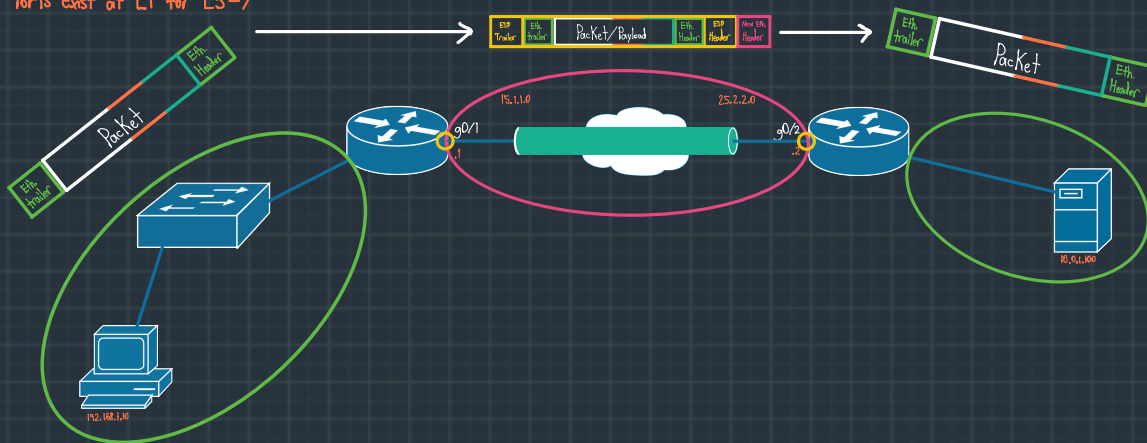 Ports exist at L4 for L5-7
Eth. trailer
Packet
Eth. Header
ESP Trailer
Eth. trailer
Packet/Payload
Eth. Header
ESP Header
New Eth. Header
Eth. trailer
Packet
Eth. Header
15.1.1.0
25.2.2.0
g0/1
.1
g0/2
.2
192.168.1.10
10.0.1.100